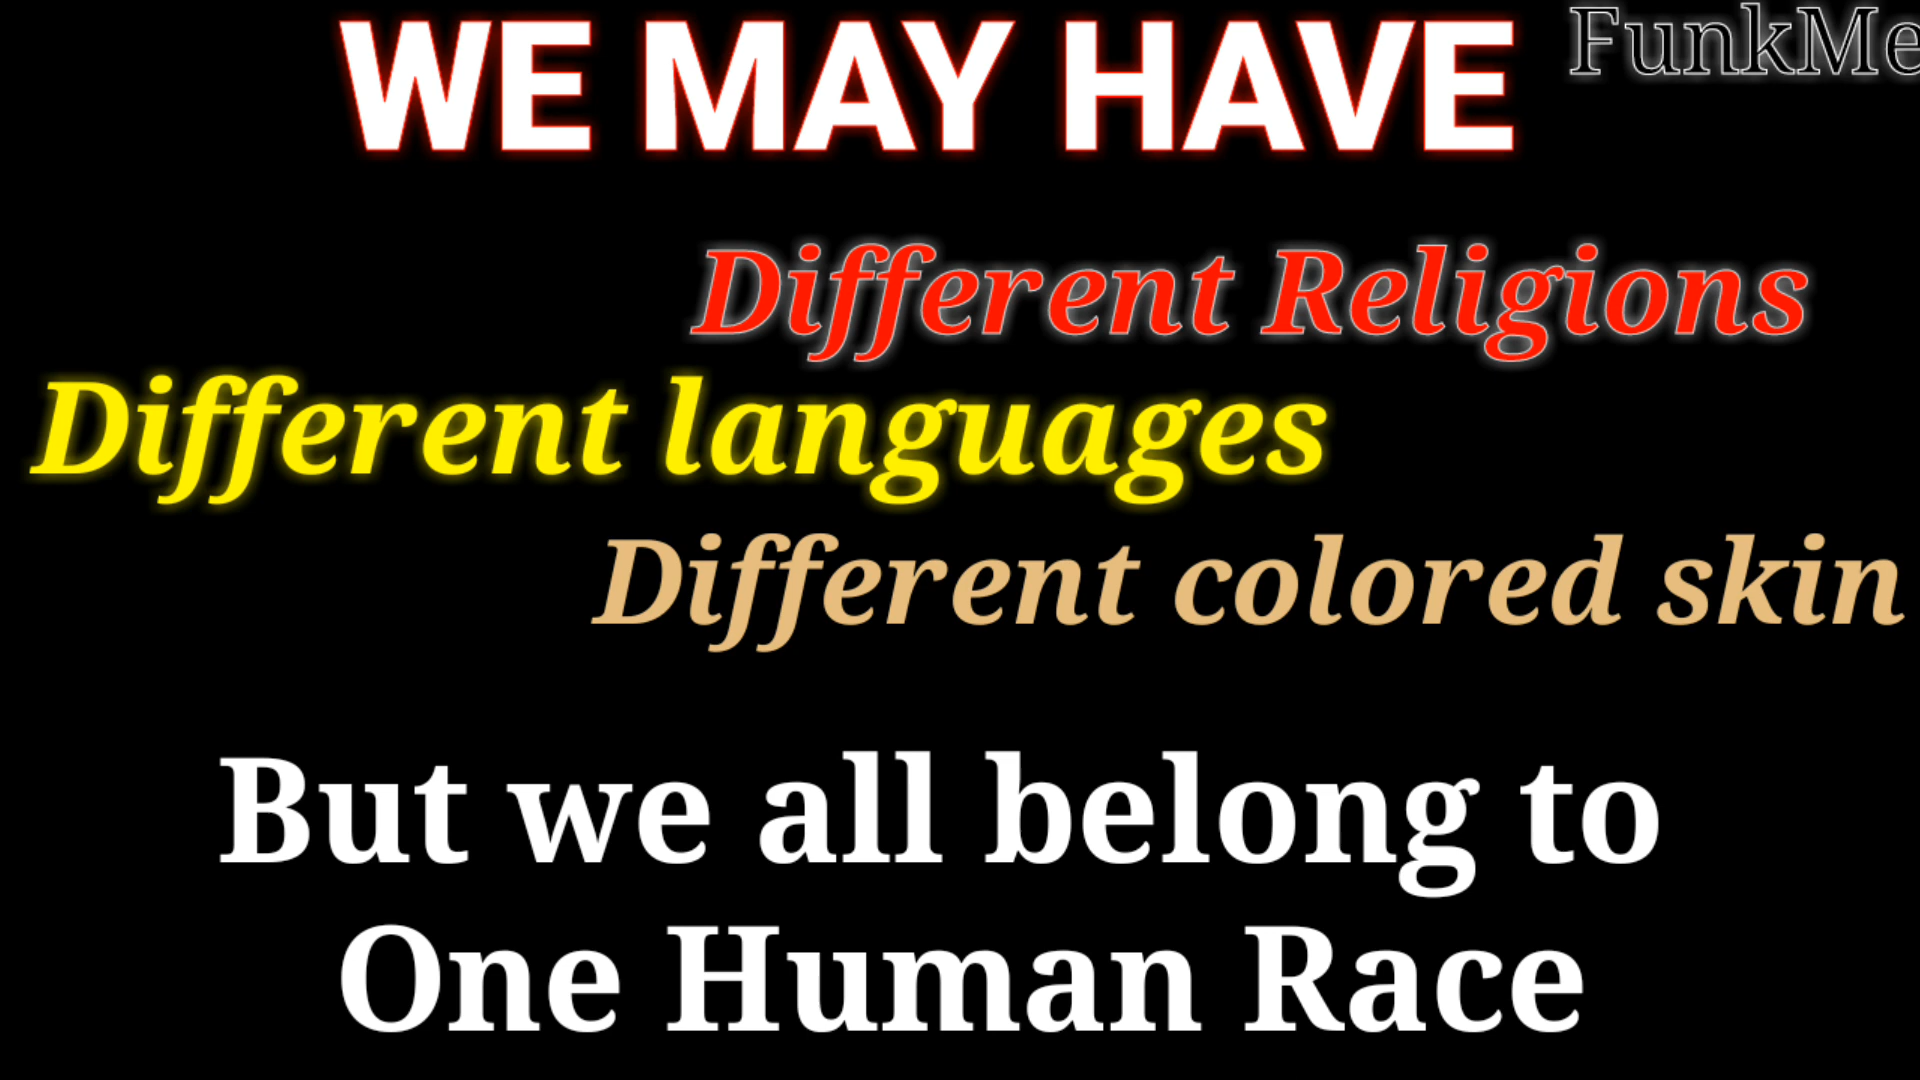 WE MAY HAVE
FunkMe
Different Religions
Different languages
Different colored skin
But we all belong to
One Human Race